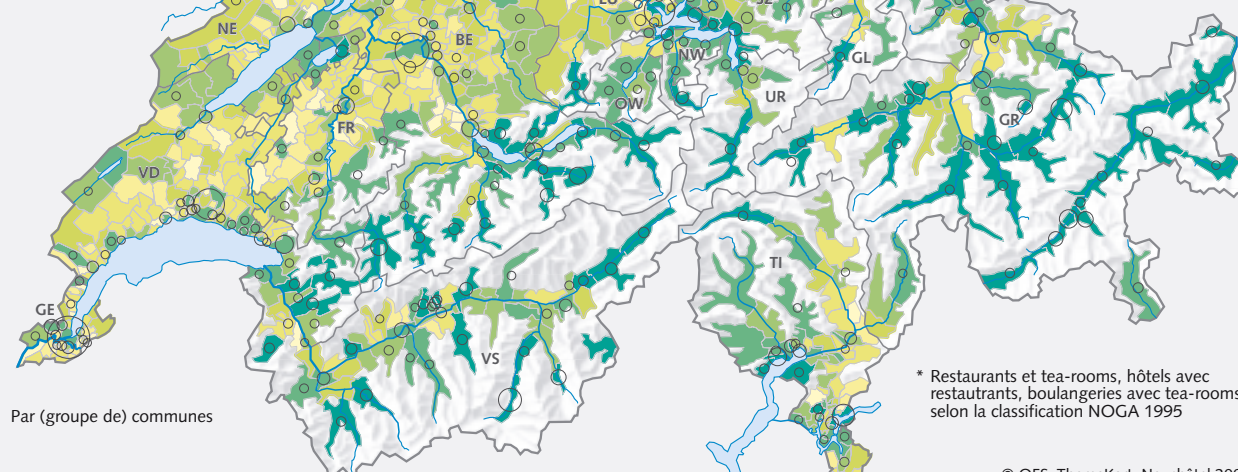 NE
BE
NW
GL
OW
UR
GR
FR
VD
TI
GE
VS
Par (groupe de) communes
* Restaurants et tea-rooms, hôtels avec
restautrants, boulangeries avec tea-rooms
selon la classification NOGA 1995